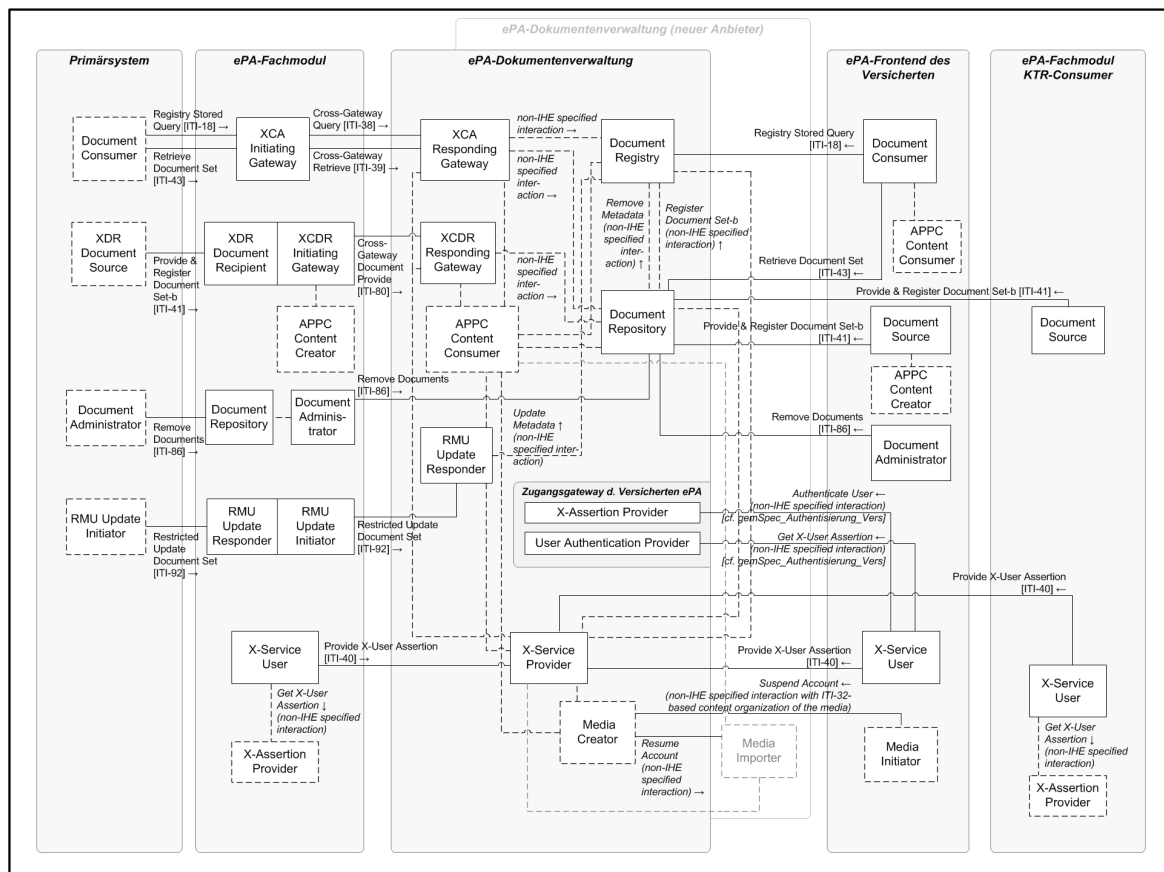 ePA-Dokumentenverwaltung (neuer Anbieter)
Primärsystem
ePA-Fachmodul
ePA-Dokumentenverwaltung
ePA-Frontend des
Versicherten
ePA-Fachmodul
KTR-Consumer
Document
Consumer
Registry Stored
Query [ITI-18] →
Retrieve
Document Set
[ITI-43] →
XCA
Initiating
Gateway
Cross-Gateway
Query [ITI-38] →
Cross-Gateway
Retrieve [ITI-39] →
XCA
Responding
Gateway
non-IHE specified
interaction →
non-IHE
specified
inter-
action →
Document
Registry
Registry Stored Query
[ITI-18] ←
Document
Consumer
APPC
Content
Consumer
XDR
Document
Source
Provide &
Register
Document
Set-b
[ITI-41] →
XDR
Document
Recipient
XCDR
Initiating
Gateway
Cross-
Gateway
Document
Provide
[ITI-80] →
XCDR
Responding
Gateway
non-IHE
specified
inter-
action →
Remove
Metadata
(non-IHE
specified
inter-
action) ↑
Register
Document Set-b
(non-IHE specified
interaction) ↑
Retrieve Document Set
[ITI-43] ←
Provide & Register Document Set-b [ITI-41] ←
APPC
Content
Creator
APPC
Content
Consumer
Document
Repository
Provide & Register Document Set-b
[ITI-41] ←
Document
Source
Document
Source
APPC
Content
Creator
Document
Administrator
Remove
Documents
[ITI-86] →
Document
Repository
Document
Adminis-
trator
Remove Documents
[ITI-86] →
Update
Metadata ↑
(non-IHE
specified inter-
action)
Remove Documents
[ITI-86] ←
Document
Administrator
RMU
Update
Responder
Zugangsgateway d. Versicherten ePA
X-Assertion Provider
User Authentication Provider
Authenticate User ←
(non-IHE specified interaction)
[cf. gemSpec_Authentisierung_Vers]
Get X-User Assertion ←
(non-IHE specified interaction)
[cf. gemSpec_Authentisierung_Vers]
RMU Update
Initiator
Restricted
Update
Document Set
[ITI-92] →
RMU
Update
Responder
RMU
Update
Initiator
Restricted Update
Document Set
[ITI-92] →
Provide X-User Assertion
[ITI-40] ←
X-Service
User
Provide X-User Assertion
[ITI-40] →
X-Service
Provider
Provide X-User Assertion
[ITI-40] ←
X-Service
User
Get X-User
Assertion ↓
(non-IHE specified
interaction)
X-Assertion
Provider
Suspend Account ←
(non-IHE specified interaction with ITI-32-
based content organization of the media)
Media
Creator
Resume
Account
(non-IHE
specified
interaction) →
Media
Importer
Media
Initiator
X-Service
User
Get X-User
Assertion ↓
(non-IHE specified
interaction)
X-Assertion
Provider